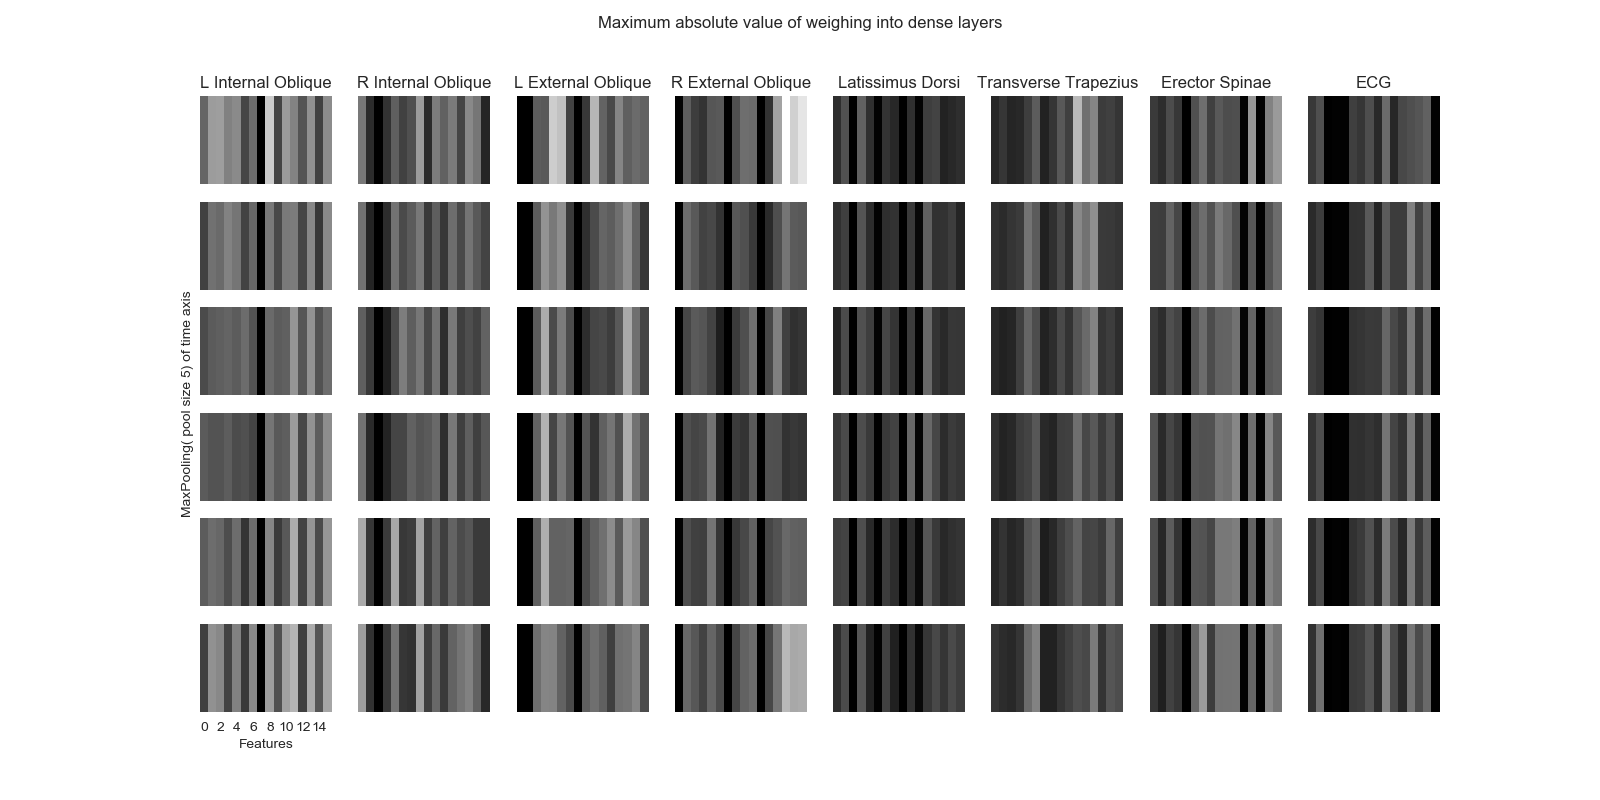 Maximum absolute value of weighing into dense layers
L Internal Oblique
R Internal Oblique
L External Oblique
R External Oblique
Latissimus Dorsi
Transverse Trapezius
Erector Spinae
ECG
MaxPooling( pool size 5) of time axis
0 2 4 6 8 10 12 14
Features